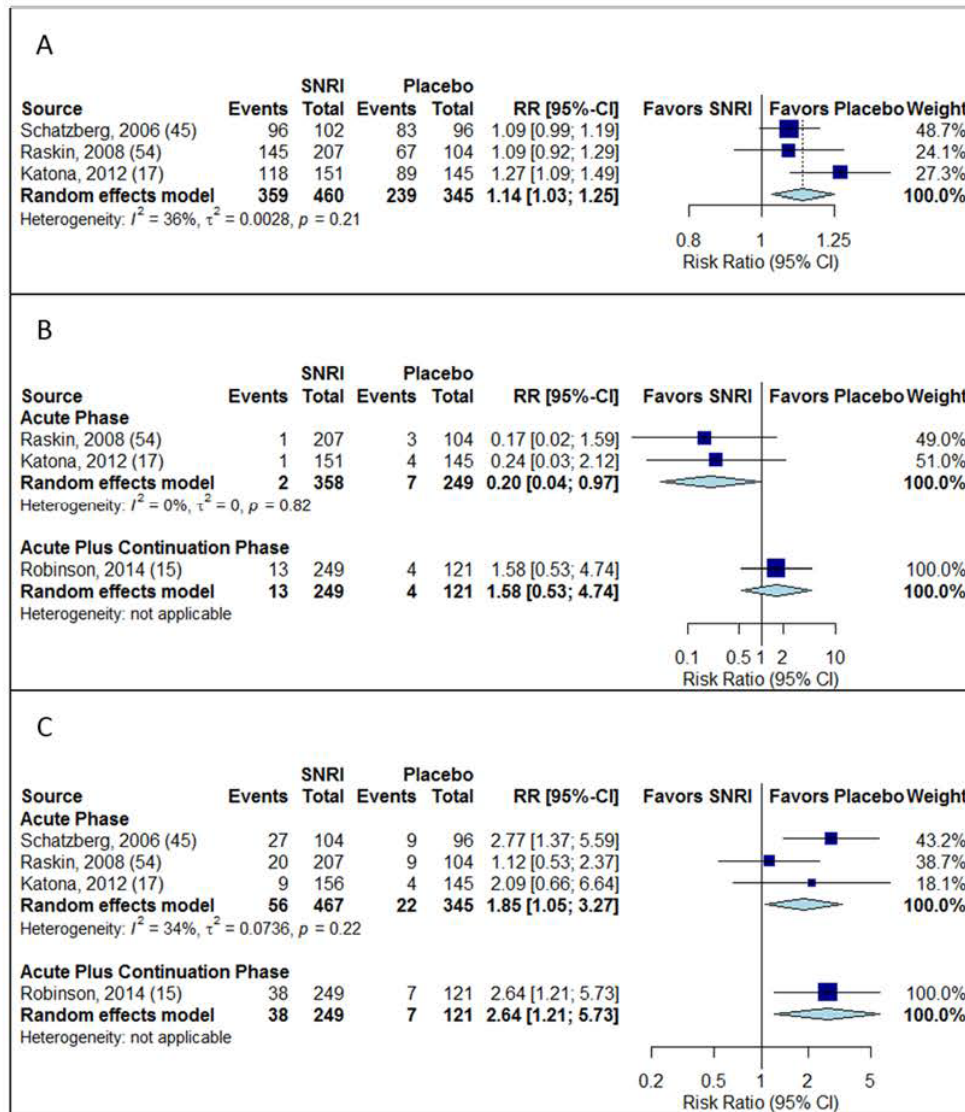 A
SNRI Placebo
Source Events Total Events Total RR [95%-CI] Favors SNRI Favors Placebo Weight
Schatzberg, 2006 (45) 96 102 83 96 1.09 [0.99; 1.19] 48.7%
Raskin, 2008 (54) 145 207 67 104 1.09 [0.92; 1.29] 24.1%
Katona, 2012 (17) 118 151 89 145 1.27 [1.09; 1.49] 27.3%
Random effects model 359 460 239 345 1.14 [1.03; 1.25] 100.0%
Heterogeneity: I² = 36%, τ² = 0.0028, p = 0.21
0.8 1 1.25
Risk Ratio (95% CI)
B
SNRI Placebo
Source Events Total Events Total RR [95%-CI] Favors SNRI Favors Placebo Weight
Acute Phase
Raskin, 2008 (54) 1 207 3 104 0.17 [0.02; 1.59] 49.0%
Katona, 2012 (17) 1 151 4 145 0.24 [0.03; 2.12] 51.0%
Random effects model 2 358 7 249 0.20 [0.04; 0.97] 100.0%
Heterogeneity: I² = 0%, τ² = 0, p = 0.82
Acute Plus Continuation Phase
Robinson, 2014 (15) 13 249 4 121 1.58 [0.53; 4.74] 100.0%
Random effects model 13 249 4 121 1.58 [0.53; 4.74] 100.0%
Heterogeneity: not applicable
0.1 0.5 1 2 10
Risk Ratio (95% CI)
C
SNRI Placebo
Source Events Total Events Total RR [95%-CI] Favors SNRI Favors Placebo Weight
Acute Phase
Schatzberg, 2006 (45) 27 104 9 96 2.77 [1.37; 5.59] 43.2%
Raskin, 2008 (54) 20 207 9 104 1.12 [0.53; 2.37] 38.7%
Katona, 2012 (17) 9 156 4 145 2.09 [0.66; 6.64] 18.1%
Random effects model 56 467 22 345 1.85 [1.05; 3.27] 100.0%
Heterogeneity: I² = 34%, τ² = 0.0736, p = 0.22
Acute Plus Continuation Phase
Robinson, 2014 (15) 38 249 7 121 2.64 [1.21; 5.73] 100.0%
Random effects model 38 249 7 121 2.64 [1.21; 5.73] 100.0%
Heterogeneity: not applicable
0.2 0.5 1 2 5
Risk Ratio (95% CI)